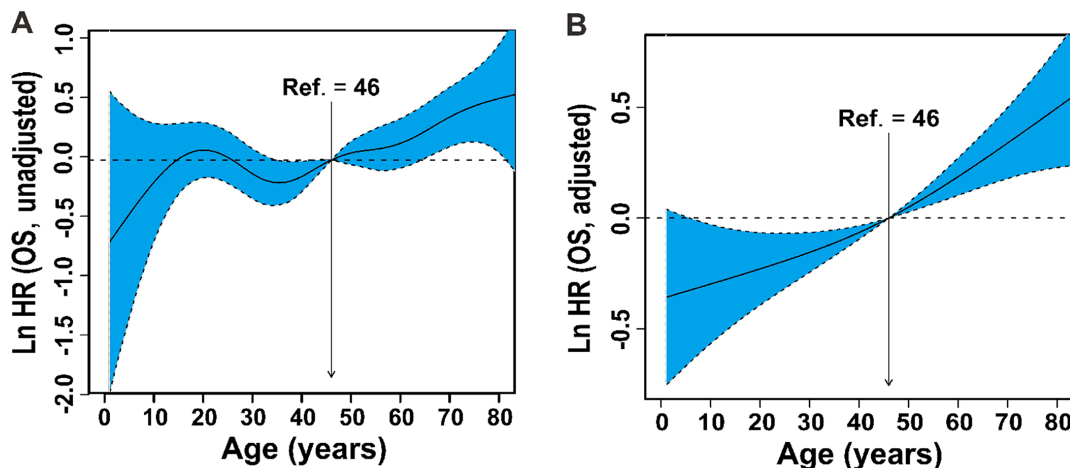 A
Ln HR (OS, unadjusted)
1.0
0.5
0.0
-0.5
-1.0
-1.5
-2.0
Ref. = 46
0 10 20 30 40 50 60 70 80
Age (years)
B
Ln HR (OS, adjusted)
0.5
0.0
-0.5
Ref. = 46
0 10 20 30 40 50 60 70 80
Age (years)